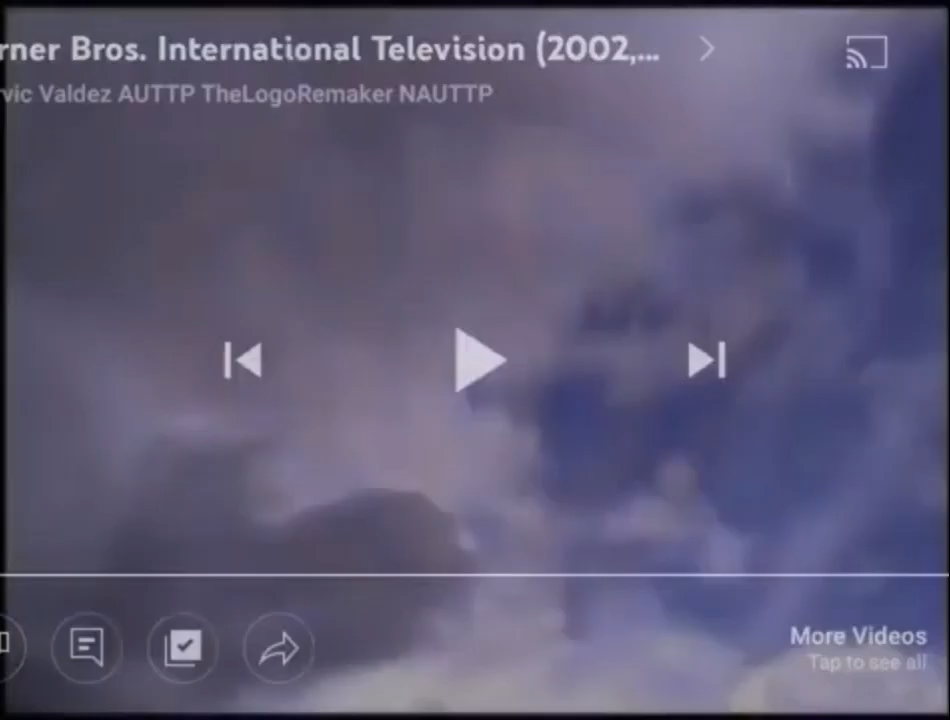 rner Bros. International Television (2002,...
vic Valdez AUTTP TheLogoRemaker NAUTTP
More Videos
Tap to see all